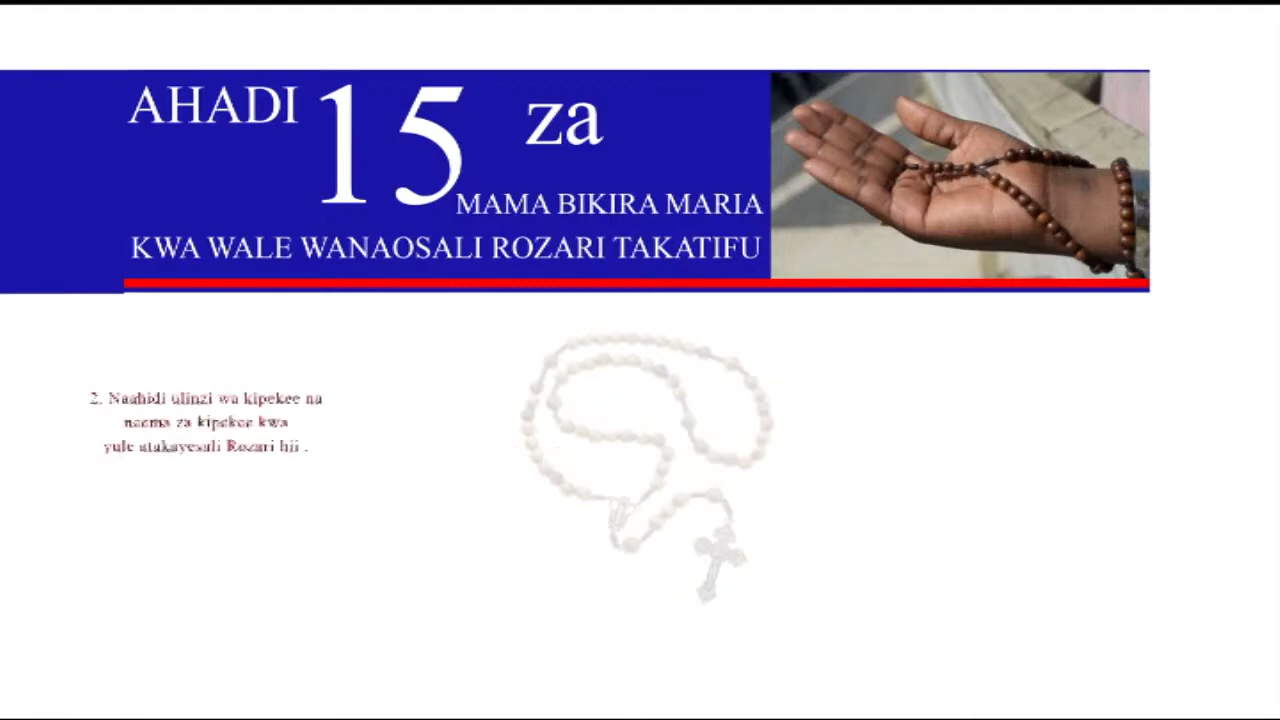 AHADI 15 za
MAMA BIKIRA MARIA
KWA WALE WANAOSALI ROZARI TAKATIFU
2. Naahidi ulinzi wa kipekee na
neema za kipekee kwa
yule atakayesali Rozari hii .